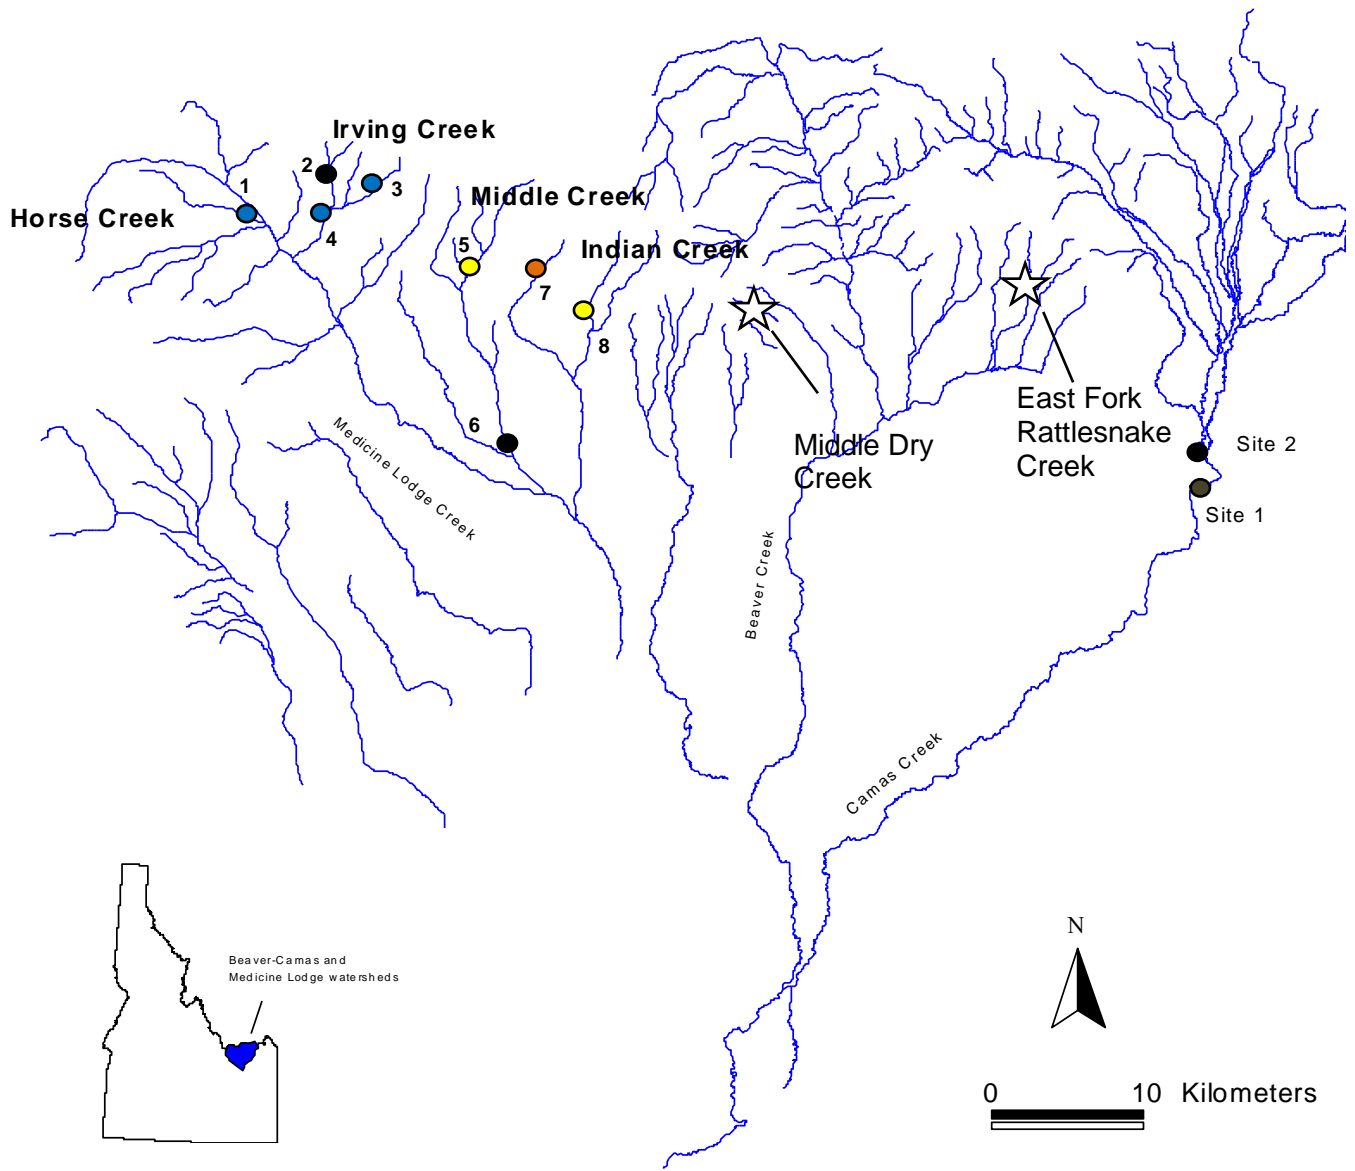 Irving Creek
2
3
1
Middle Creek
Horse Creek
4
5
Indian Creek
7
8
East Fork
Rattlesnake
Creek
Middle Dry
Creek
6
Medicine Lodge Creek
Site 2
Site 1
Beaver Creek
Camas Creek
N
Beaver-Camas and
Medicine Lodge watersheds
0 10 Kilometers